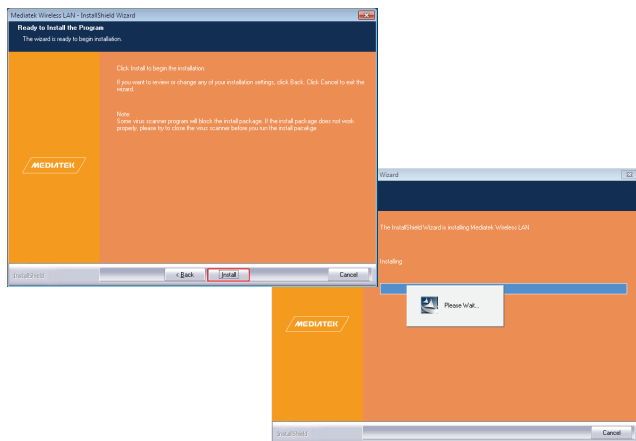 Mediatek Wireless LAN - InstallShield Wizard
Ready to Install the Program
The wizard is ready to begin installation.
Click Install to begin the installation.
If you want to review or change any of your installation settings, click Back. Click Cancel to exit the
wizard.
Note
Some virus scanner program will block the install package. If the install package does not work
properly, please try to close the virus scanner before you run the install pacakge
MEDIATEK
InstallShield
< Back
Install
Cancel
Wizard
The InstallShield Wizard is installing Mediatek Wireless LAN
Installing
Please Wait...
MEDIATEK
InstallShield
Cancel